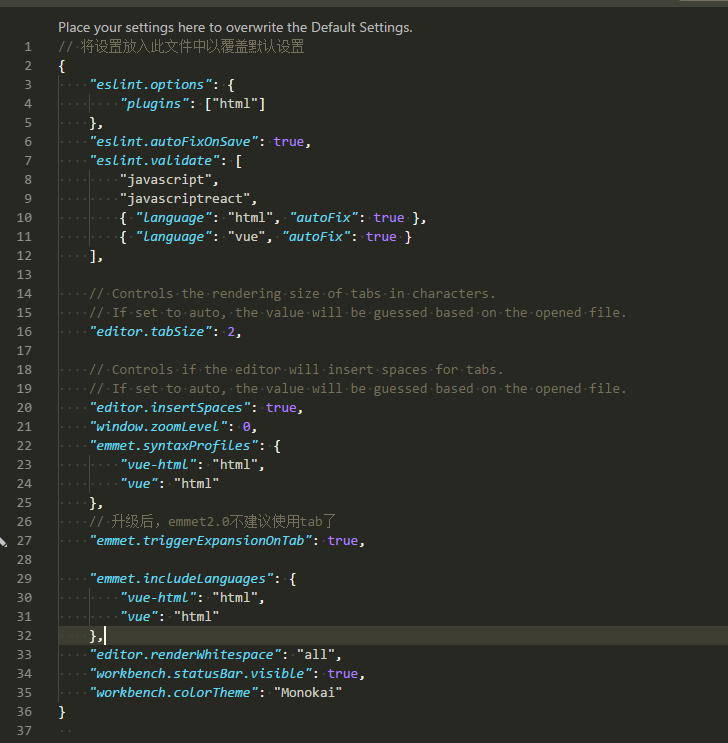 Place your settings here to overwrite the Default Settings.
1 // 将设置放入此文件中以覆盖默认设置
2 {
3     "eslint.options": {
4         "plugins": ["html"]
5     },
6     "eslint.autoFixOnSave": true,
7     "eslint.validate": [
8         "javascript",
9         "javascriptreact",
10         { "language": "html", "autoFix": true },
11         { "language": "vue", "autoFix": true }
12     ],
13
14     // Controls the rendering size of tabs in characters.
15     // If set to auto, the value will be guessed based on the opened file.
16     "editor.tabSize": 2,
17
18     // Controls if the editor will insert spaces for tabs.
19     // If set to auto, the value will be guessed based on the opened file.
20     "editor.insertSpaces": true,
21     "window.zoomLevel": 0,
22     "emmet.syntaxProfiles": {
23         "vue-html": "html",
24         "vue": "html"
25     },
26     // 升级后，emmet2.0不建议使用tab了
27     "emmet.triggerExpansionOnTab": true,
28
29     "emmet.includeLanguages": {
30         "vue-html": "html",
31         "vue": "html"
32     },
33     "editor.renderWhitespace": "all",
34     "workbench.statusBar.visible": true,
35     "workbench.colorTheme": "Monokai"
36 }
37